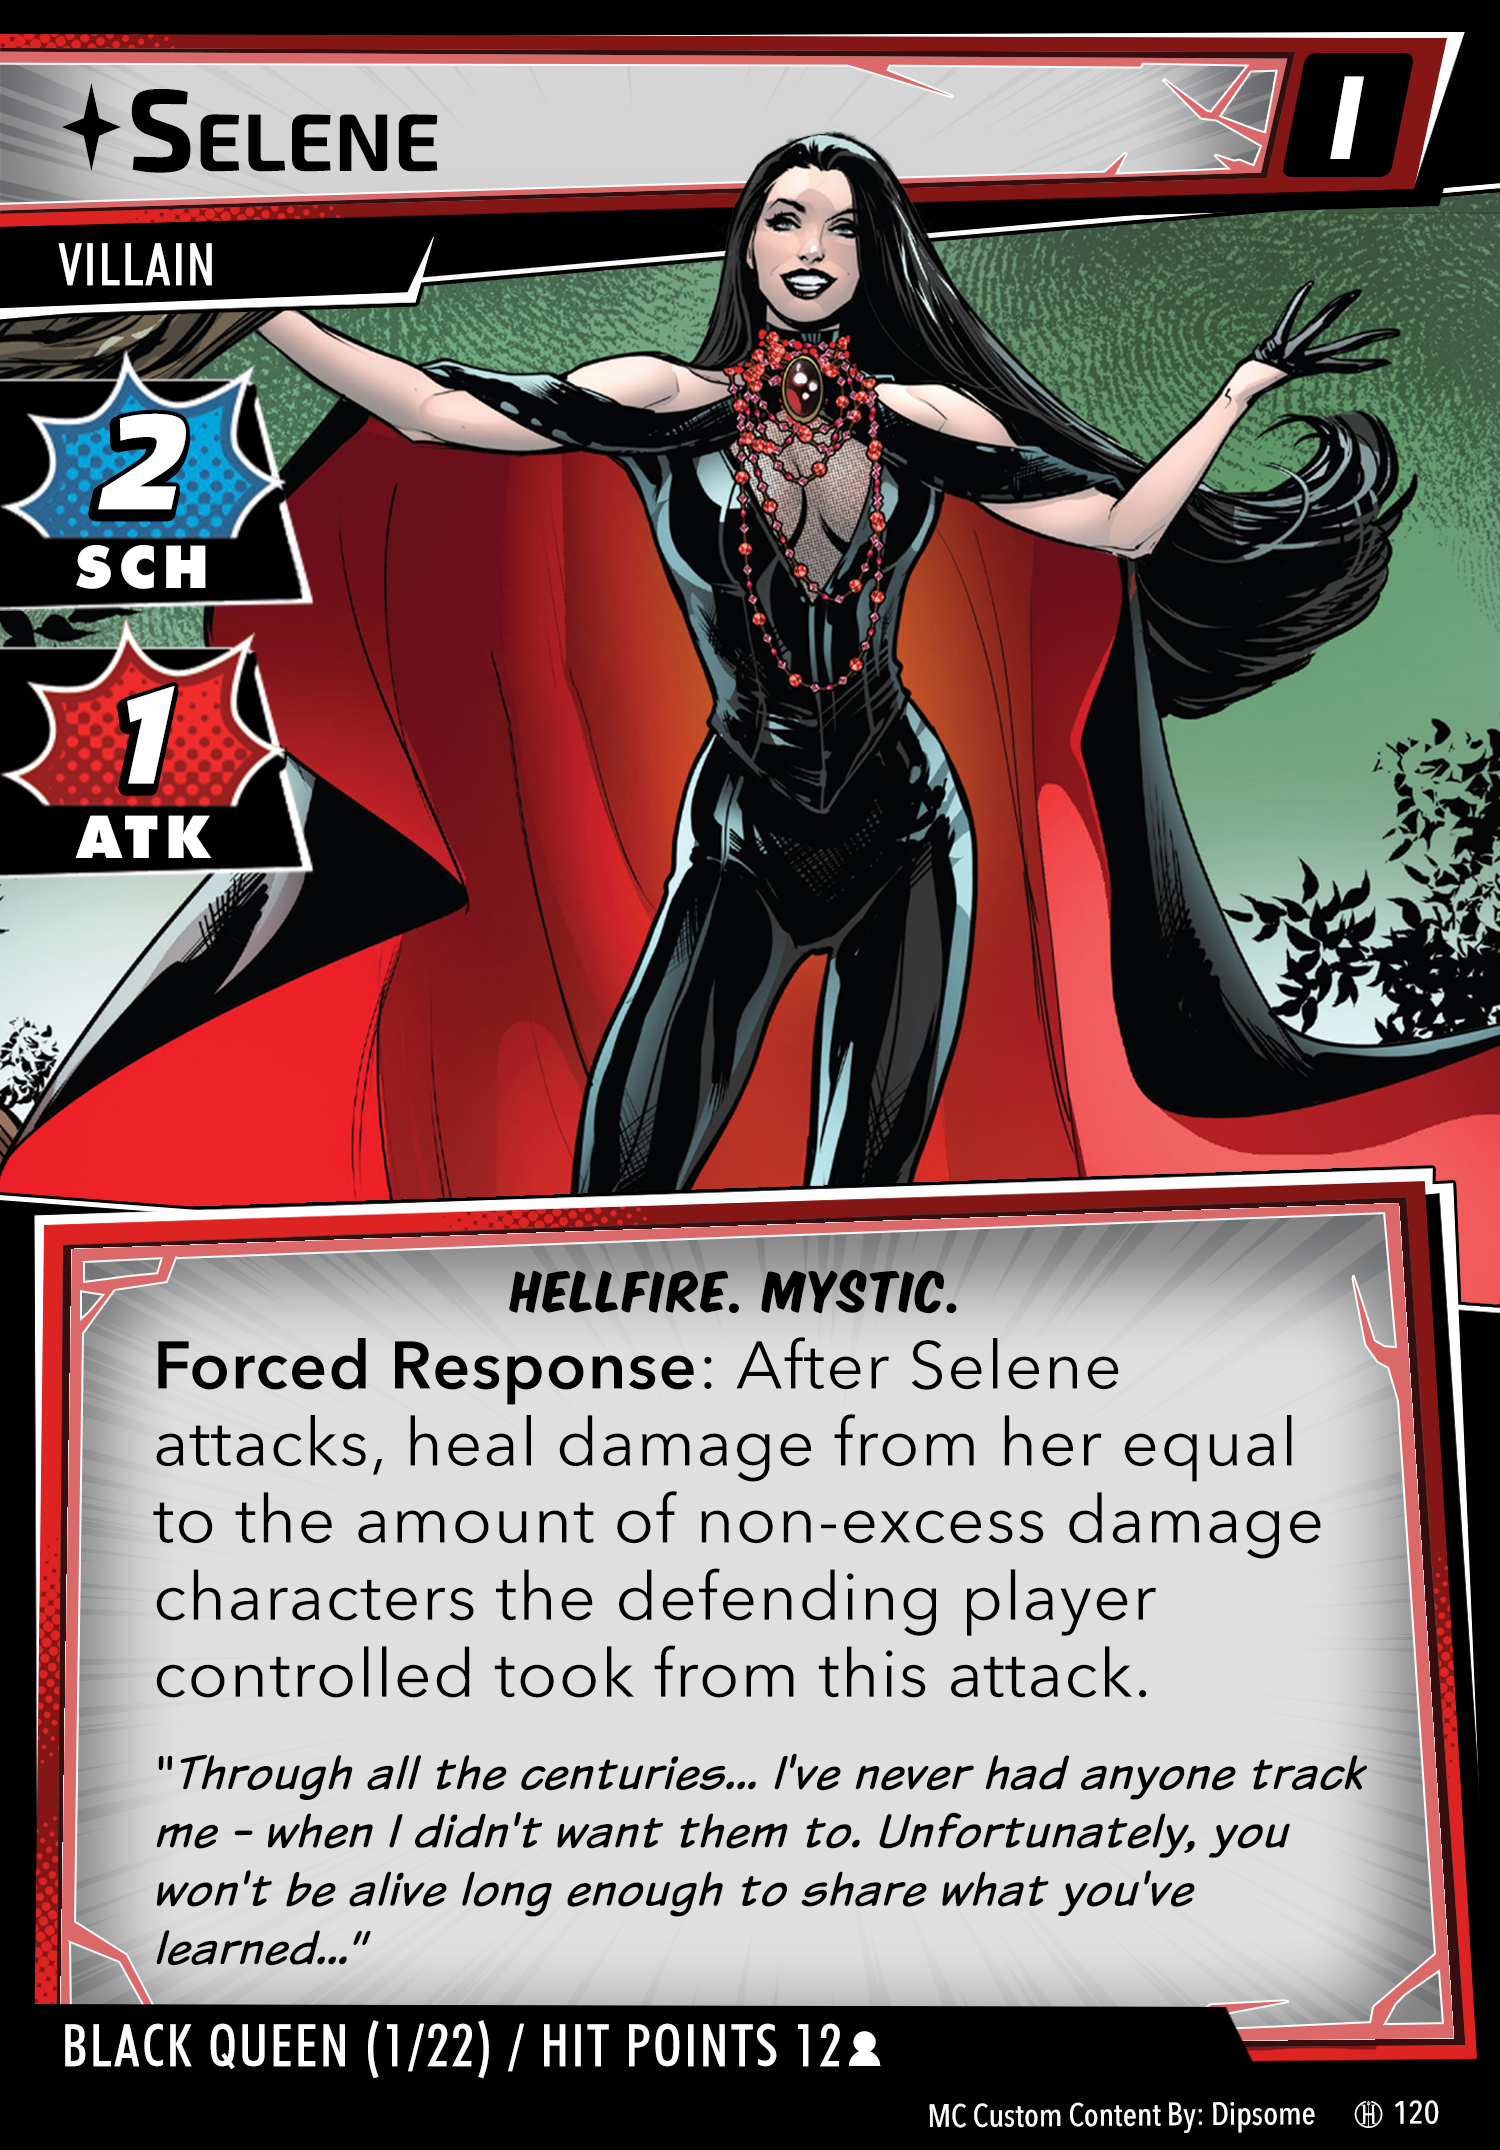 SELENE
I
VILLAIN
2
SCH
1
ATK
HELLFIRE. MYSTIC.
Forced Response: After Selene
attacks, heal damage from her equal
to the amount of non-excess damage
characters the defending player
controlled took from this attack.
"Through all the centuries... I've never had anyone track
me - when I didn't want them to. Unfortunately, you
won't be alive long enough to share what you've
learned..."
BLACK QUEEN (1/22) / HIT POINTS 12
MC Custom Content By: Dipsome 120